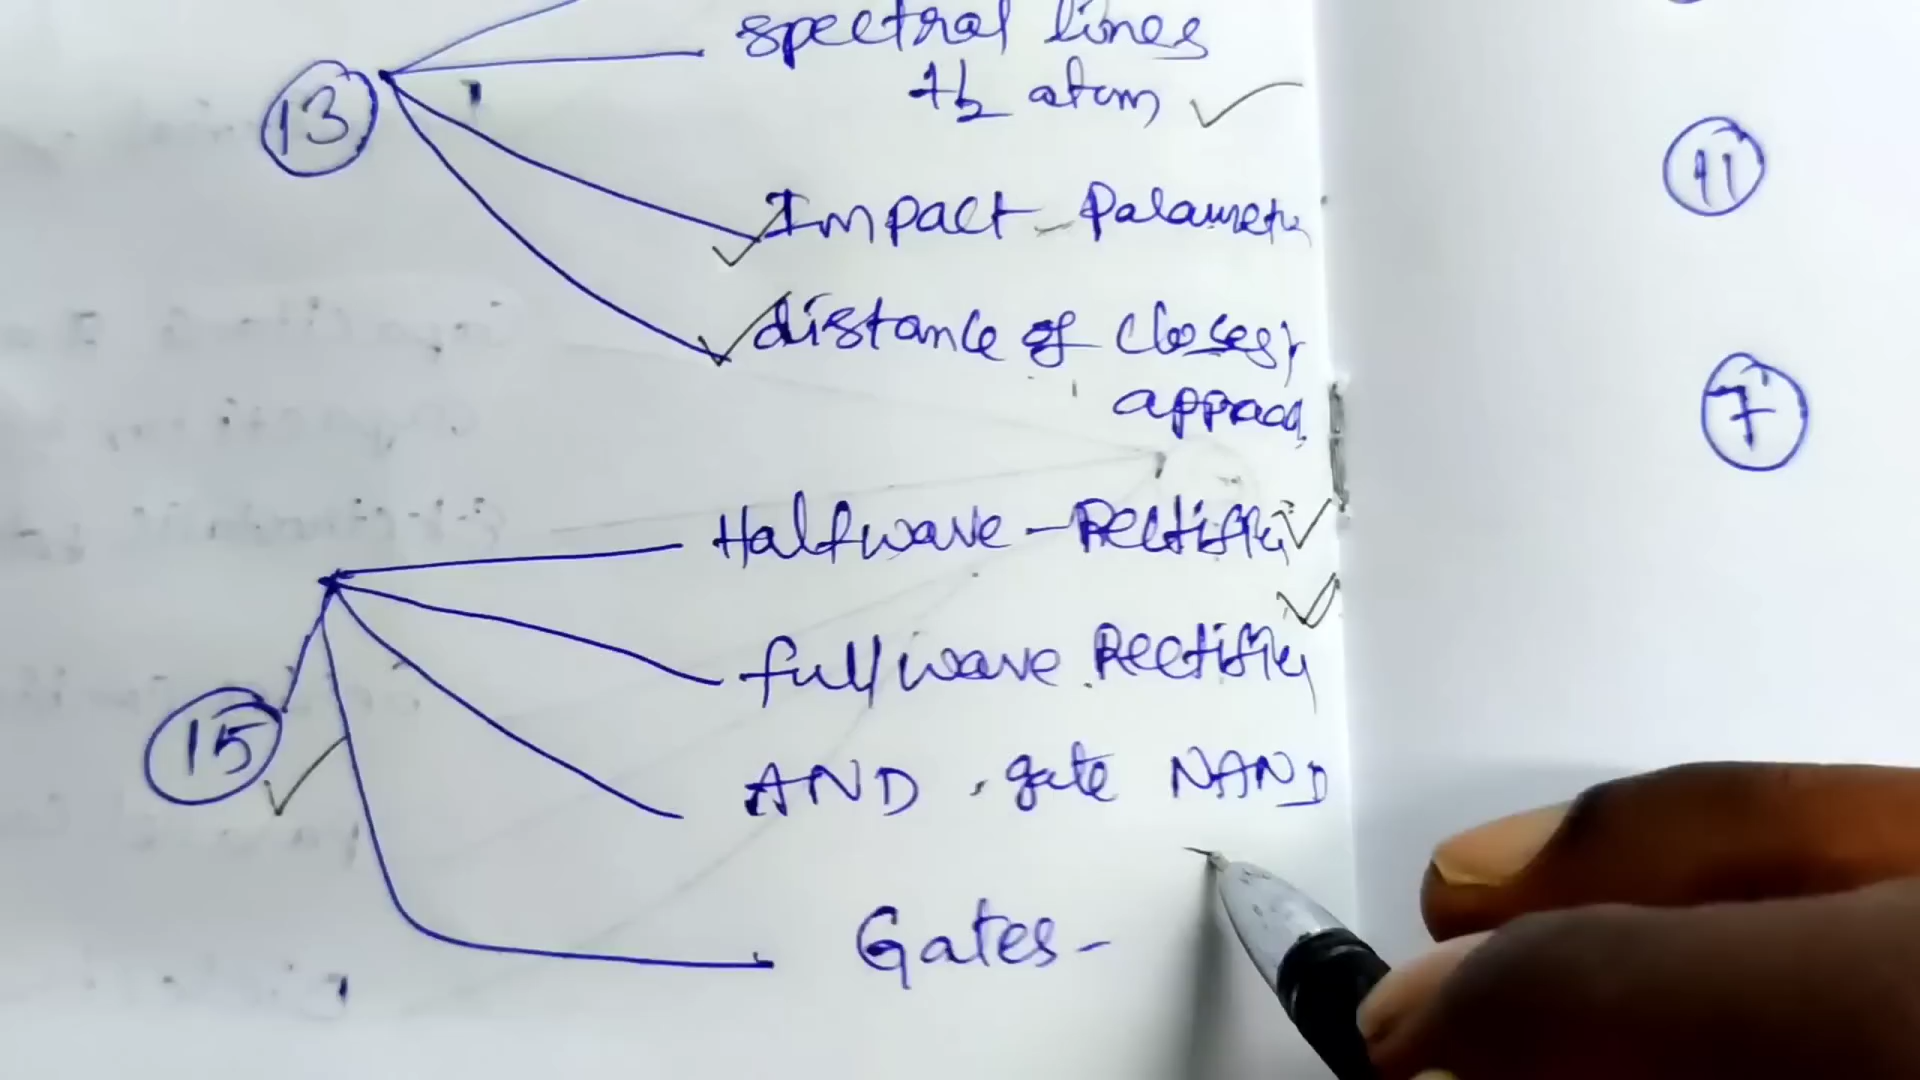 spectral lines
H2 atom
13
11
Impact - Parameter
distance of closest
approach
7
Halfwave - Rectifier
fullwave Rectifier
15
AND gate NAND
Gates -